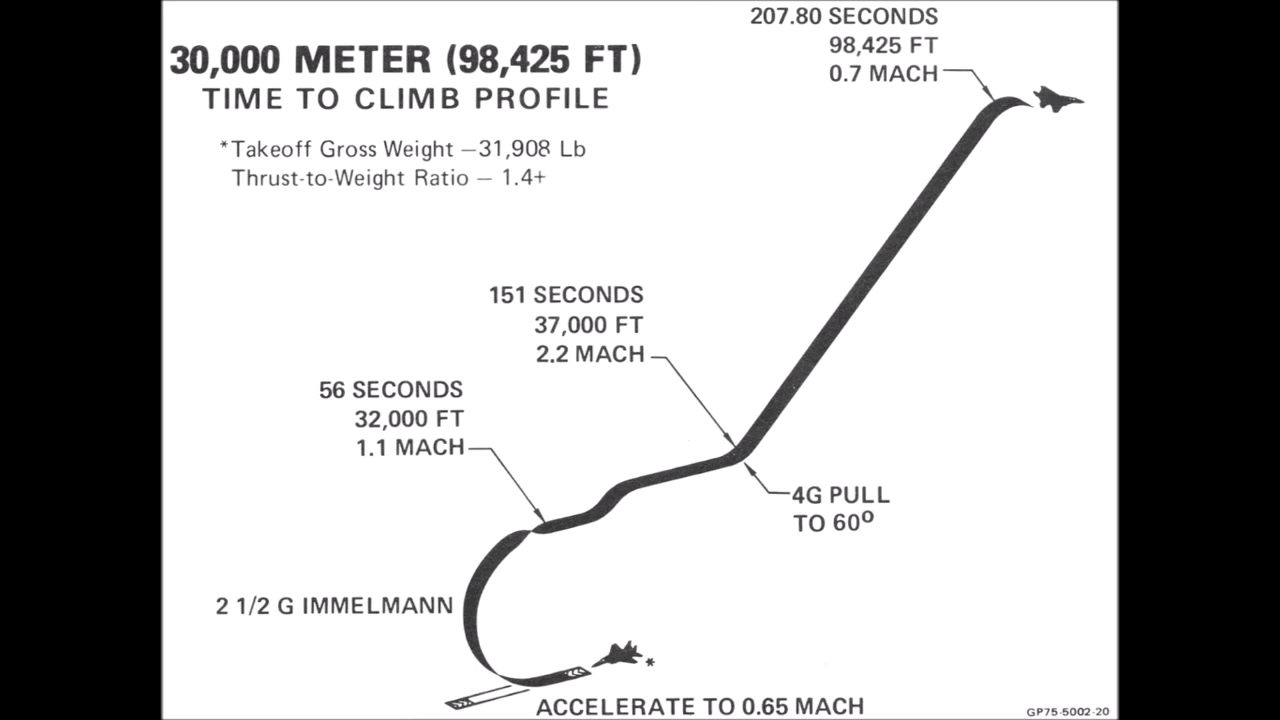 30,000 METER (98,425 FT)
TIME TO CLIMB PROFILE
*Takeoff Gross Weight — 31,908 Lb
Thrust-to-Weight Ratio — 1.4+
207.80 SECONDS
98,425 FT
0.7 MACH
151 SECONDS
37,000 FT
2.2 MACH
56 SECONDS
32,000 FT
1.1 MACH
4G PULL
TO 60º
2 1/2 G IMMELMANN
*
ACCELERATE TO 0.65 MACH
GP75-5002-20